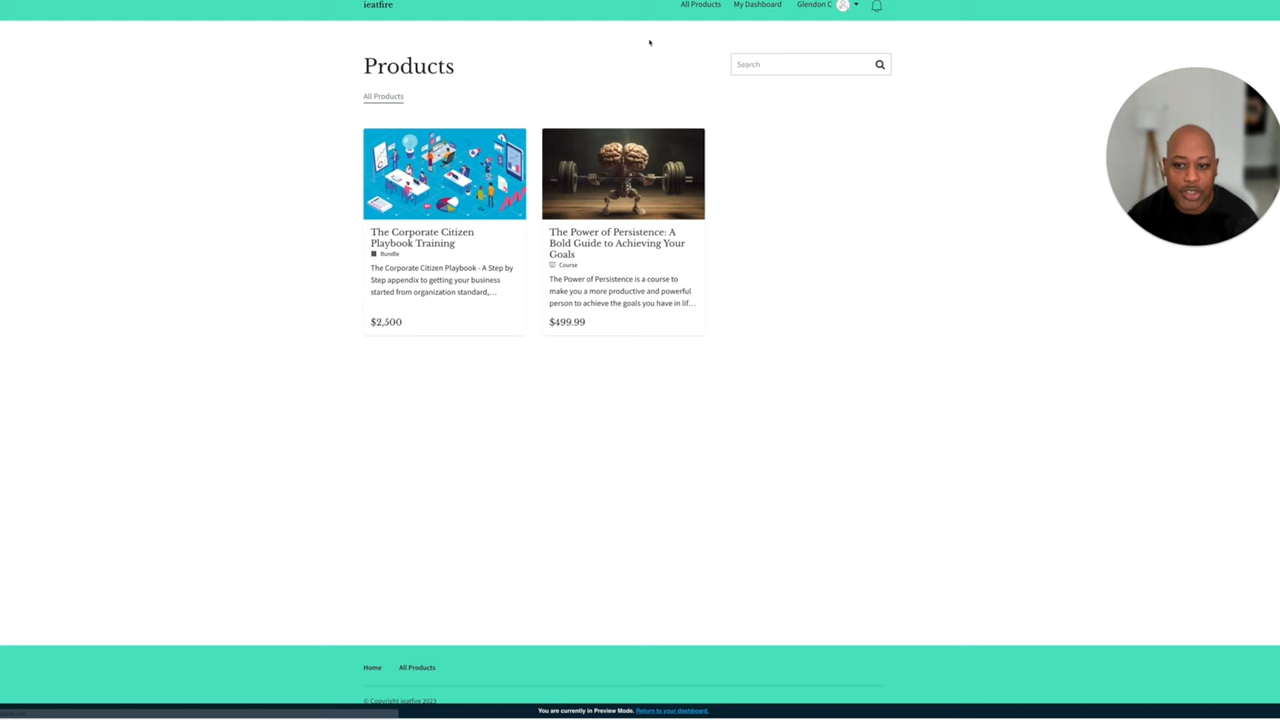 ieatfire
All Products
My Dashboard
Glendon C
Products
Search
All Products
The Corporate Citizen
Playbook Training
Bundle
The Corporate Citizen Playbook - A Step by
Step appendix to getting your business
started from organization standard,...
$2,500
The Power of Persistence: A
Bold Guide to Achieving Your
Goals
Course
The Power of Persistence is a course to
make you a more productive and powerful
person to achieve the goals you have in lif...
$499.99
Home
All Products
© Copyright ieatfire 2023
You are currently in Preview Mode. Return to your dashboard.